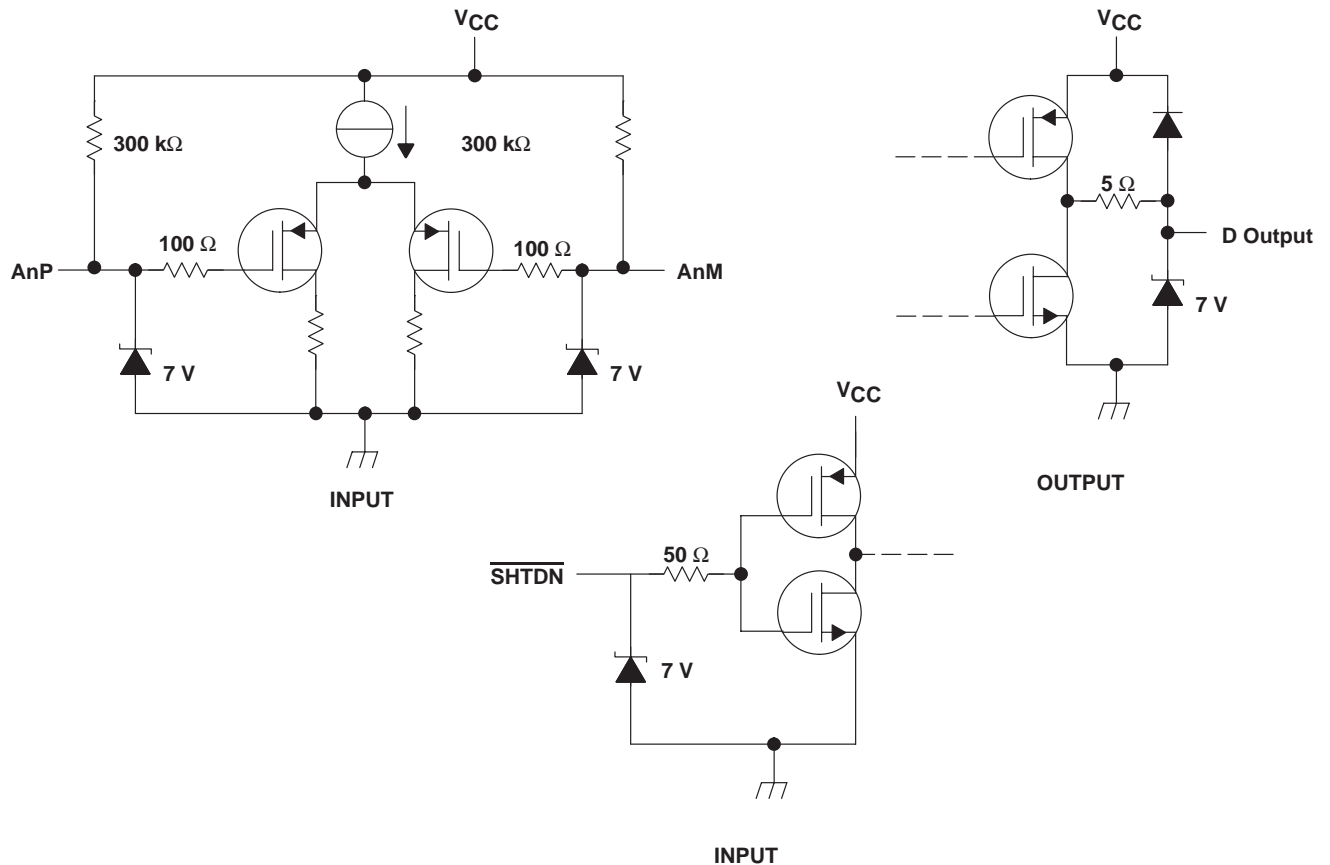 VCC
300 kΩ
300 kΩ
100 Ω
100 Ω
AnP
AnM
7 V
7 V
INPUT
VCC
5 Ω
D Output
7 V
OUTPUT
VCC
50 Ω
SHTDN
7 V
INPUT